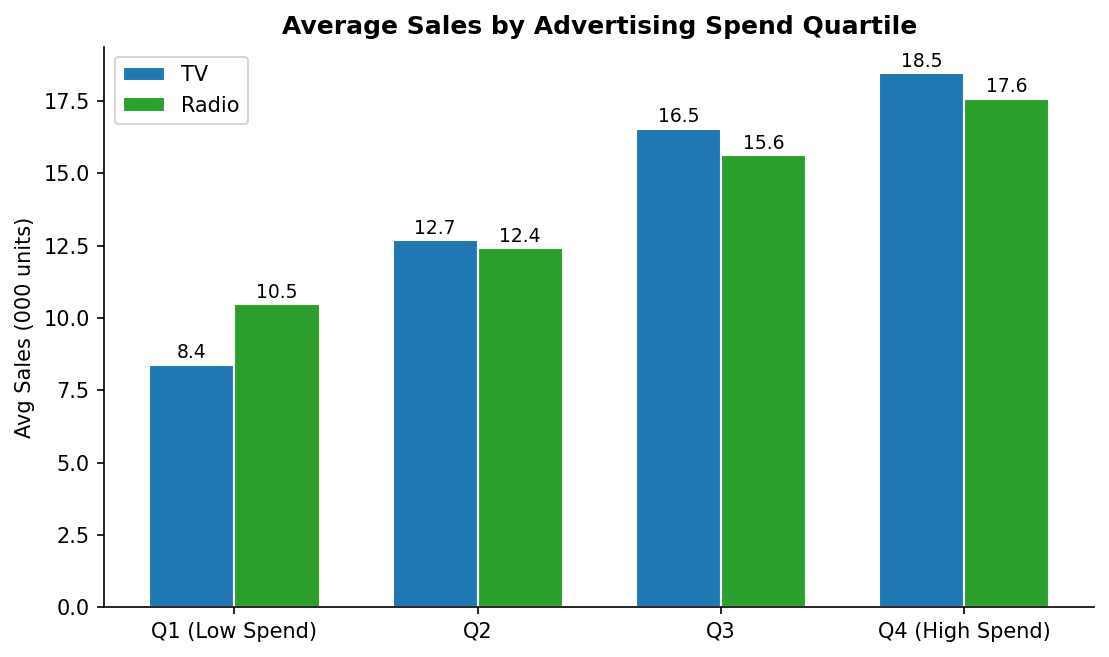 Average Sales by Advertising Spend Quartile
TV
Radio
Avg Sales (000 units)
17.5
15.0
12.5
10.0
7.5
5.0
2.5
0.0
8.4
10.5
12.7
12.4
16.5
15.6
18.5
17.6
Q1 (Low Spend)
Q2
Q3
Q4 (High Spend)